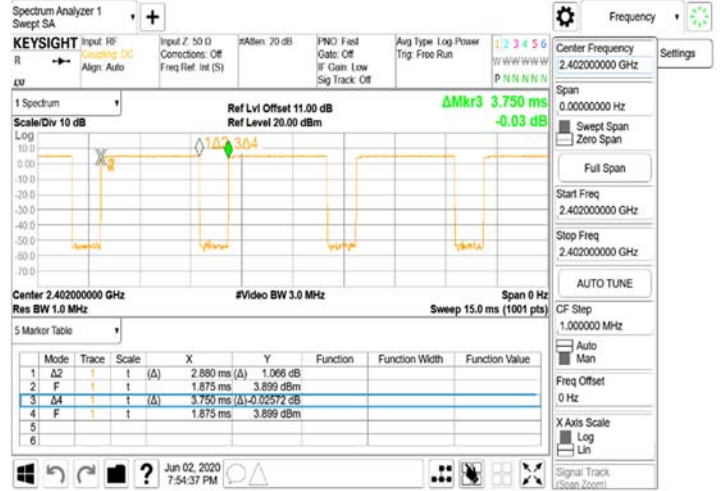 Spectrum Analyzer 1
Swept SA
+
Frequency
KEYSIGHT
R
Input: RF
Coupling: DC
Align: Auto
Input Z: 50 Ω
Corrections: Off
Freq Ref: Int (S)
#Atten: 20 dB
PNO: Fast
Gate: Off
IF Gain: Low
Sig Track: Off
Avg Type: Log-Power
Trig: Free Run
1 2 3 4 5 6
W W W W W W
P N N N N N
LXI
1 Spectrum
Scale/Div 10 dB
Ref Lvl Offset 11.00 dB
Ref Level 20.00 dBm
ΔMkr3 3.750 ms
-0.03 dB
Log
10.0
0.00
-10.0
-20.0
-30.0
-40.0
-50.0
-60.0
-70.0
1Δ2 3Δ4
Center 2.402000000 GHz
#Video BW 3.0 MHz
Span 0 Hz
Res BW 1.0 MHz
Sweep 15.0 ms (1001 pts)
5 Marker Table
Mode Trace Scale X Y Function Function Width Function Value
1 Δ2 1 t (Δ) 2.880 ms (Δ) 1.066 dB
2 F 1 t 1.875 ms 3.899 dBm
3 Δ4 1 t (Δ) 3.750 ms (Δ) -0.02572 dB
4 F 1 t 1.875 ms 3.899 dBm
5
6
?
Jun 02, 2020
7:54:37 PM
Center Frequency
2.402000000 GHz
Settings
Span
0.00000000 Hz
Swept Span
Zero Span
Full Span
Start Freq
2.402000000 GHz
Stop Freq
2.402000000 GHz
AUTO TUNE
CF Step
1.000000 MHz
Auto
Man
Freq Offset
0 Hz
X Axis Scale
Log
Lin
Signal Track
(Span Zoom)